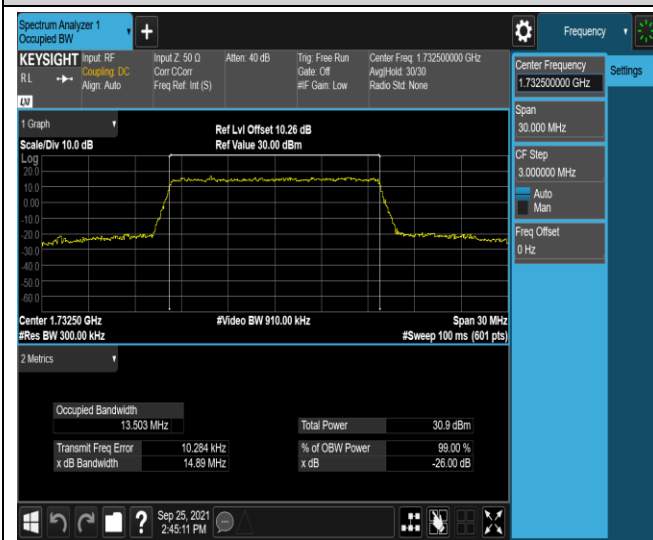 Spectrum Analyzer 1
Occupied BW
+
Frequency
KEYSIGHT
RL
LXI
Input: RF
Coupling: DC
Align: Auto
Input Z: 50 Ω
Corr CCorr
Freq Ref: Int (S)
Atten: 40 dB
Trig: Free Run
Gate: Off
#IF Gain: Low
Center Freq: 1.732500000 GHz
Avg|Hold: 30/30
Radio Std: None
Center Frequency
1.732500000 GHz
Settings
Span
30.000 MHz
CF Step
3.000000 MHz
Auto
Man
Freq Offset
0 Hz
1 Graph
Scale/Div 10.0 dB
Ref Lvl Offset 10.26 dB
Ref Value 30.00 dBm
Log
20.0
10.0
0.00
-10.0
-20.0
-30.0
-40.0
-50.0
-60.0
Center 1.73250 GHz
#Video BW 910.00 kHz
Span 30 MHz
#Res BW 300.00 kHz
#Sweep 100 ms (601 pts)
2 Metrics
Occupied Bandwidth
13.503 MHz
Total Power 30.9 dBm
Transmit Freq Error 10.284 kHz
% of OBW Power 99.00 %
x dB Bandwidth 14.89 MHz
x dB -26.00 dB
?
Sep 25, 2021
2:45:11 PM